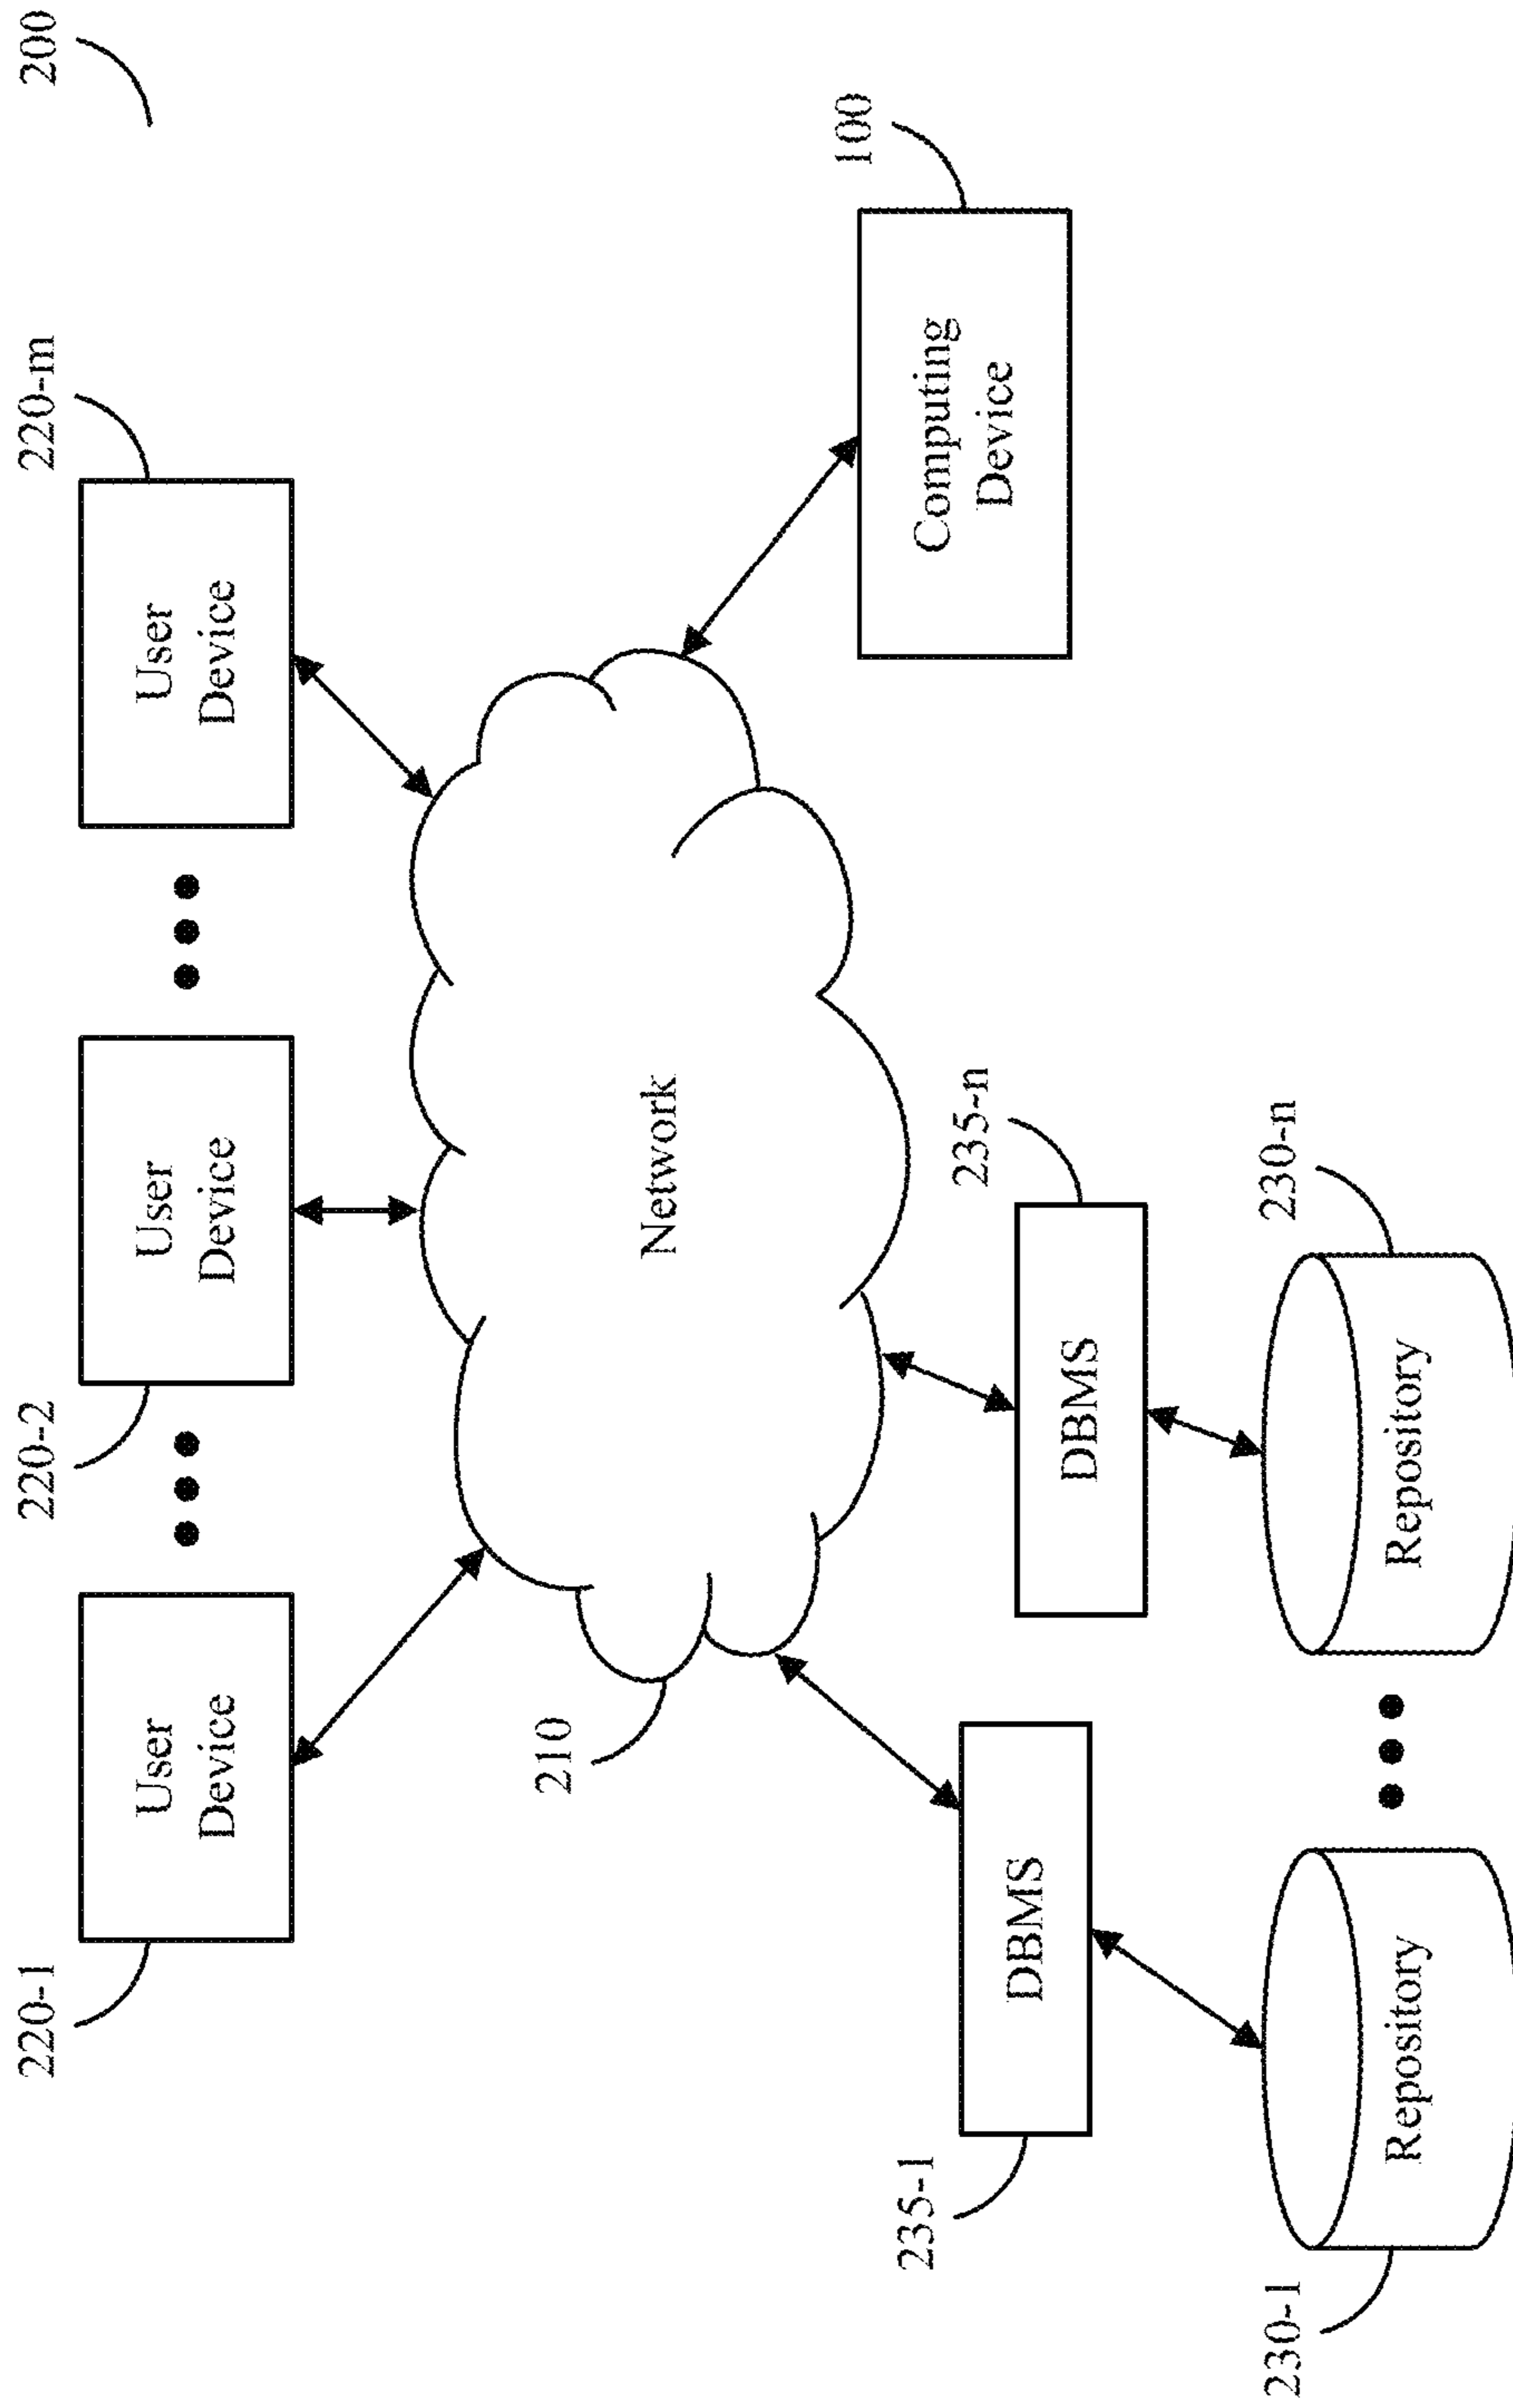 200
220-1
User
Device
220-2
User
Device
220-m
User
Device
210
Network
100
Computing
Device
235-1
DBMS
235-n
DBMS
230-1
Repository
230-n
Repository